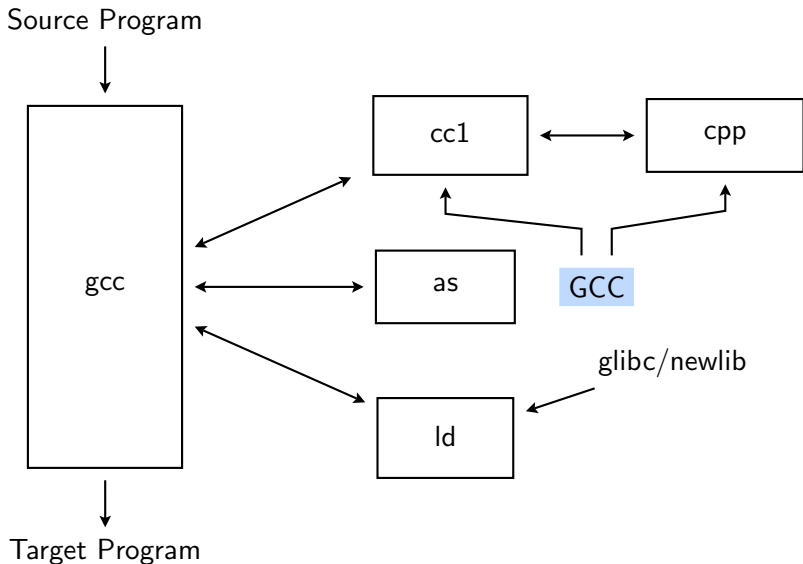 Source Program
gcc
cc1
cpp
as
GCC
glibc/newlib
ld
Target Program